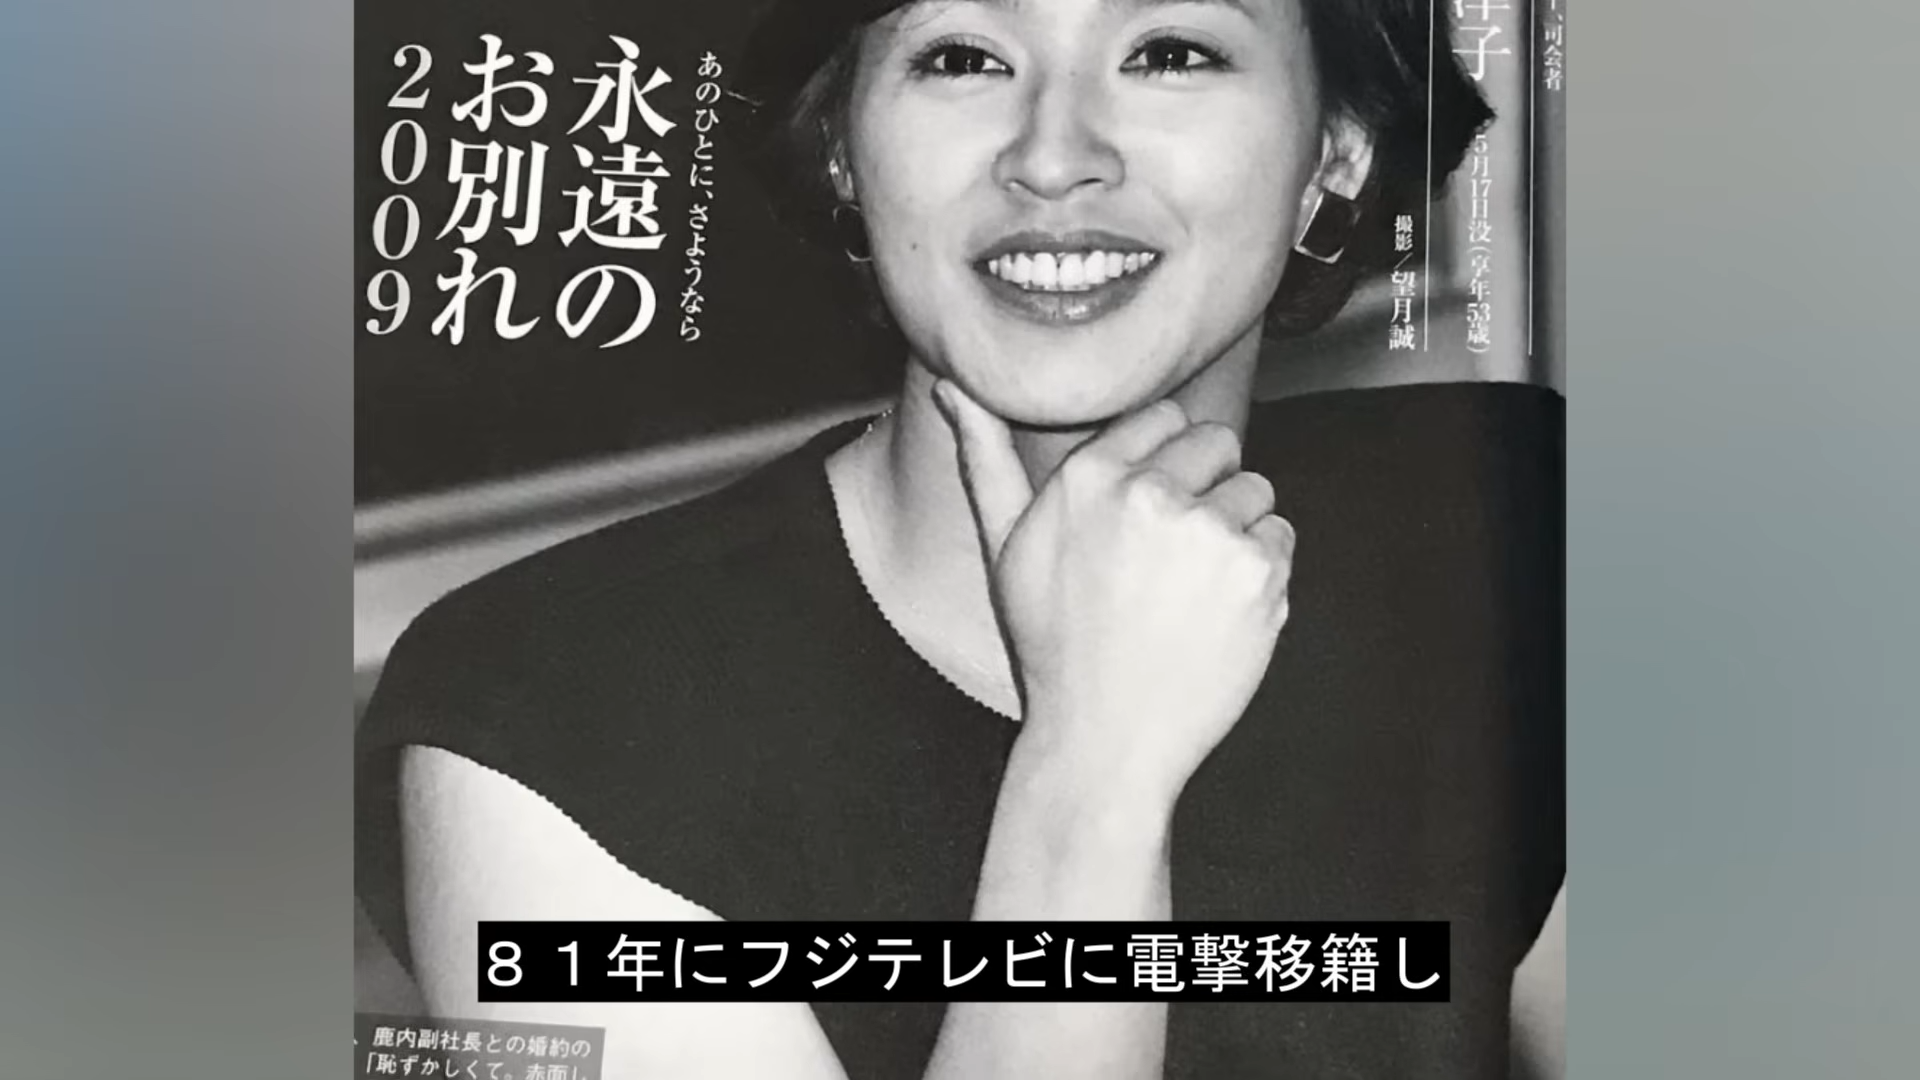 司会者
津子
5月17日没(享年53歳)
撮影/望月誠
あのひとに、さようなら
永遠の
お別れ
2009
、鹿内副社長との婚約の
「恥ずかしくて。赤面し
８１年にフジテレビに電撃移籍し